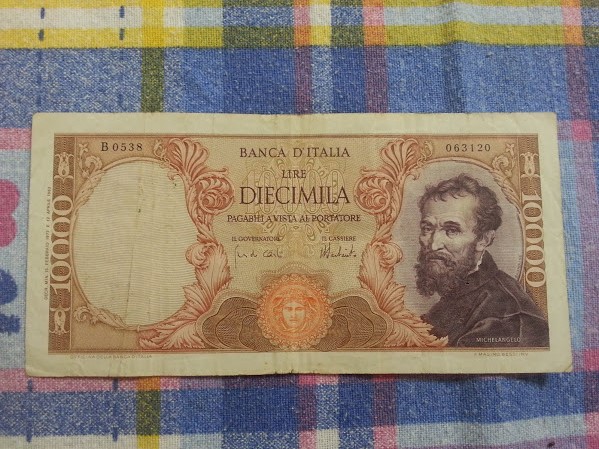 B 0538
063120
BANCA D'ITALIA
LIRE
DIECIMILA
PAGABILI A VISTA AL PORTATORE
IL GOVERNATORE
IL CASSIERE
10000
10000
MICHELANGELO